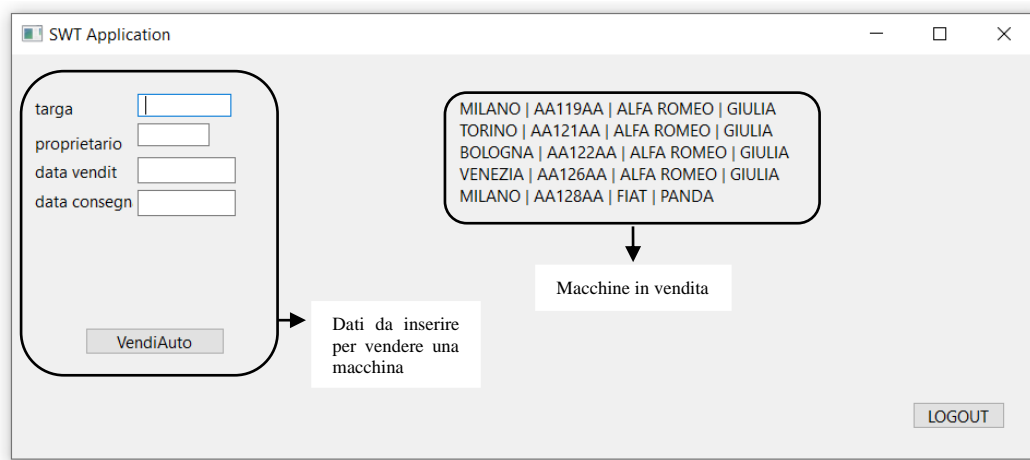 SWT Application
targa
proprietario
data vendit
data consegn
VendiAuto
MILANO | AA119AA | ALFA ROMEO | GIULIA
TORINO | AA121AA | ALFA ROMEO | GIULIA
BOLOGNA | AA122AA | ALFA ROMEO | GIULIA
VENEZIA | AA126AA | ALFA ROMEO | GIULIA
MILANO | AA128AA | FIAT | PANDA
Macchine in vendita
Dati da inserire
per vendere una
macchina
LOGOUT